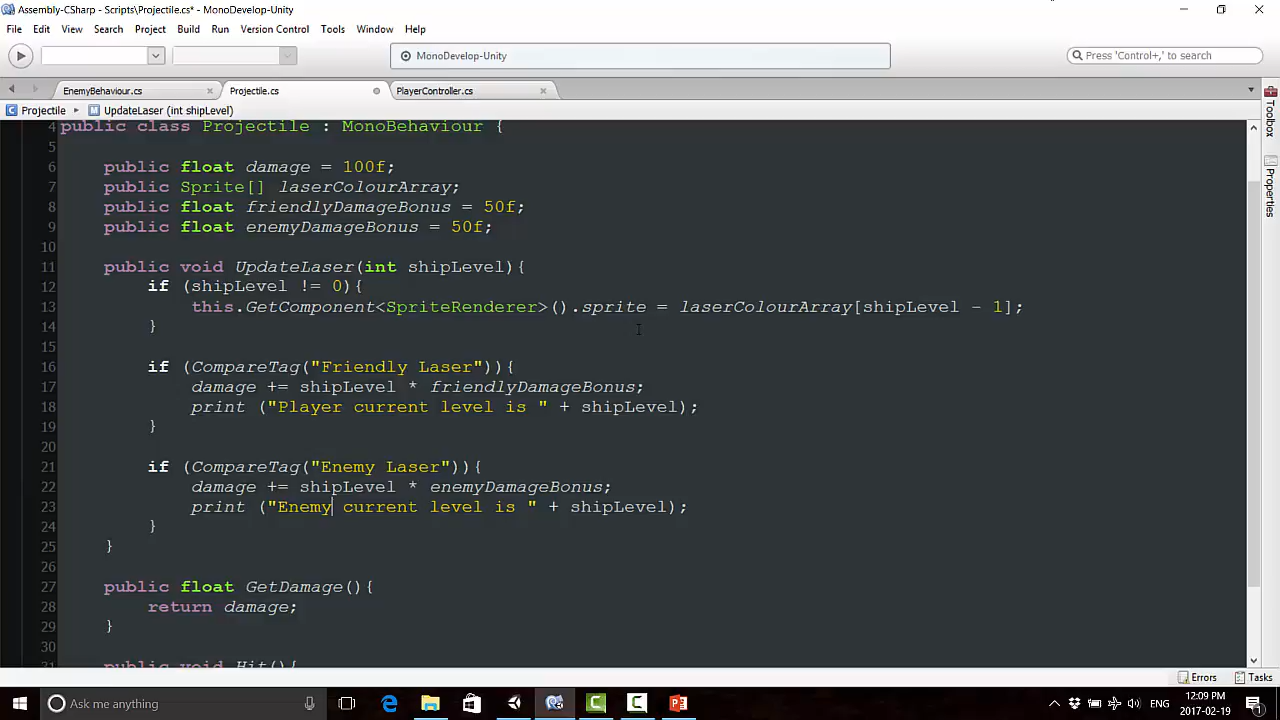 Assembly-CSharp - Scripts\Projectile.cs* - MonoDevelop-Unity
File Edit View Search Project Build Run Version Control Tools Window Help
MonoDevelop-Unity
Press 'Control+,' to search
EnemyBehaviour.cs Projectile.cs PlayerController.cs
Projectile UpdateLaser (int shipLevel)
4 public class Projectile : MonoBehaviour {
5
6 public float damage = 100f;
7 public Sprite[] laserColourArray;
8 public float friendlyDamageBonus = 50f;
9 public float enemyDamageBonus = 50f;
10
11 public void UpdateLaser(int shipLevel){
12 if (shipLevel != 0){
13 this.GetComponent<SpriteRenderer>().sprite = laserColourArray[shipLevel - 1];
14 }
15
16 if (CompareTag("Friendly Laser")){
17 damage += shipLevel * friendlyDamageBonus;
18 print ("Player current level is " + shipLevel);
19 }
20
21 if (CompareTag("Enemy Laser")){
22 damage += shipLevel * enemyDamageBonus;
23 print ("Enemy current level is " + shipLevel);
24 }
25 }
26
27 public float GetDamage(){
28 return damage;
29 }
30
31 public void Hit(){
Toolbox
Properties
Errors Tasks
Ask me anything
12:09 PM
2017-02-19